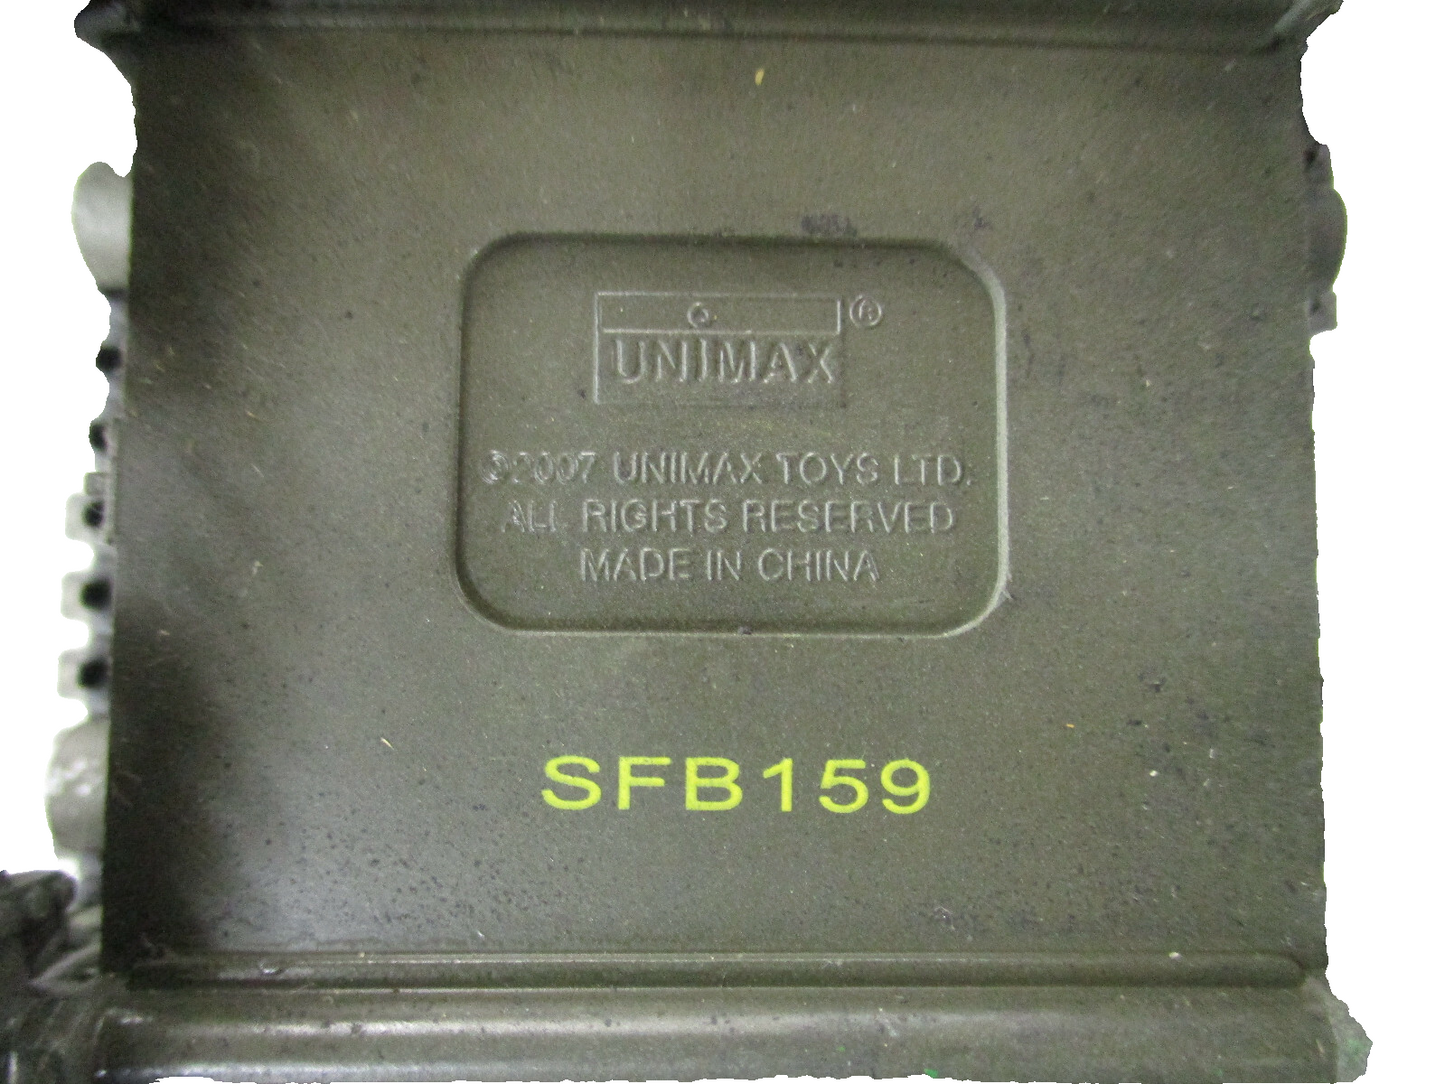 ®
UNIMAX
©2007 UNIMAX TOYS LTD.
ALL RIGHTS RESERVED
MADE IN CHINA
SFB159